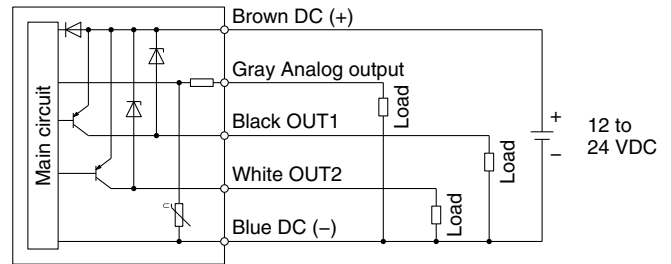 Brown DC (+)
Gray Analog output
Main circuit
Load
Black OUT1
+
12 to
−
24 VDC
Load
White OUT2
Load
U
Blue DC (−)